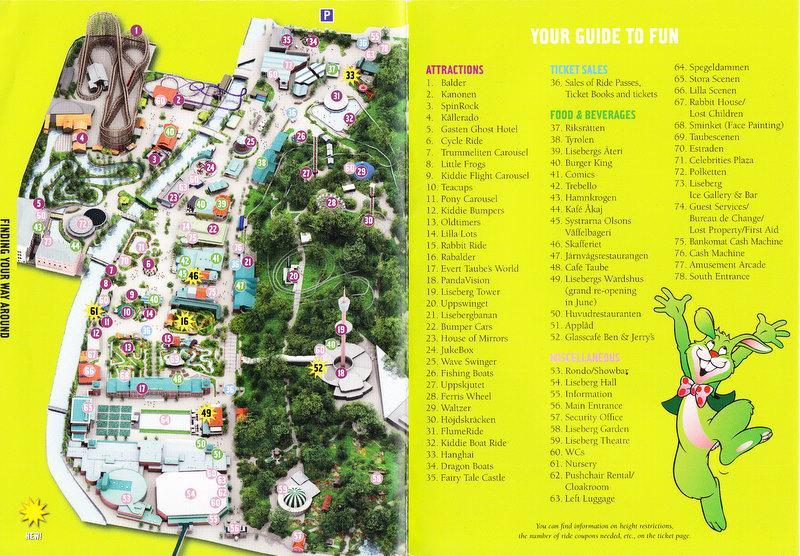 FINDING YOUR WAY AROUND
NEW!
P
YOUR GUIDE TO FUN
ATTRACTIONS
1. Balder
2. Kanonen
3. SpinRock
4. Källerado
5. Gasten Ghost Hotel
6. Cycle Ride
7. Trummeliten Carousel
8. Little Frogs
9. Kiddie Flight Carousel
10. Teacups
11. Pony Carousel
12. Kiddie Bumpers
13. Oldtimers
14. Lilla Lots
15. Rabbit Ride
16. Rabalder
17. Evert Taube's World
18. PandaVision
19. Liseberg Tower
20. Uppswinget
21. Lisebergbanan
22. Bumper Cars
23. House of Mirrors
24. JukeBox
25. Wave Swinger
26. Fishing Boats
27. Uppskjutet
28. Ferris Wheel
29. Waltzer
30. Höjdskräcken
31. FlumeRide
32. Kiddie Boat Ride
33. Hanghai
34. Dragon Boats
35. Fairy Tale Castle
TICKET SALES
36. Sales of Ride Passes,
Ticket Books and tickets
FOOD & BEVERAGES
37. Riksrätten
38. Tyrolen
39. Lisebergs Äteri
40. Burger King
41. Comics
42. Trebello
43. Hamnkrogen
44. Kafé Åkaj
45. Systrarna Olsons
Våffelbageri
46. Skafferiet
47. Järnvägsrestaurangen
48. Café Taube
49. Lisebergs Wärdshus
(grand re-opening
in June)
50. Huvudrestauranten
51. Appläd
52. Glasscafé Ben & Jerry's
MISCELLANEOUS
53. Rondo/Showbar
54. Liseberg Hall
55. Information
56. Main Entrance
57. Security Office
58. Liseberg Garden
59. Liseberg Theatre
60. WCs
61. Nursery
62. Pushchair Rental/
Cloakroom
63. Left Luggage
64. Spegeldammen
65. Stora Scenen
66. Lilla Scenen
67. Rabbit House/
Lost Children
68. Sminket (Face Painting)
69. Taubescenen
70. Estraden
71. Celebrities Plaza
72. Polketten
73. Liseberg
Ice Gallery & Bar
74. Guest Services/
Bureau de Change/
Lost Property/First Aid
75. Bankomat Cash Machine
76. Cash Machine
77. Amusement Arcade
78. South Entrance
You can find information on height restrictions,
the number of ride coupons needed, etc., on the ticket page.